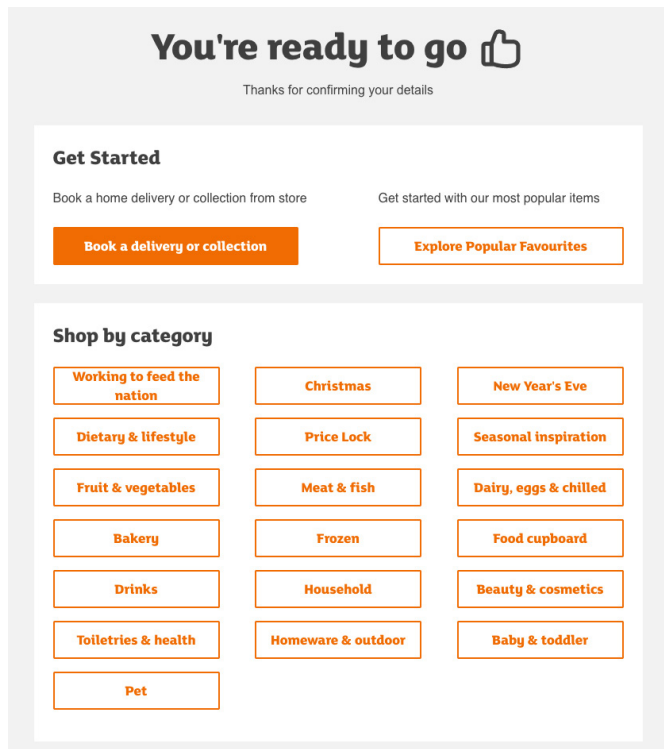 You're ready to go
Thanks for confirming your details
Get Started
Book a home delivery or collection from store
Book a delivery or collection
Get started with our most popular items
Explore Popular Favourites
Shop by category
Working to feed the
nation
Christmas
New Year's Eve
Dietary & lifestyle
Price Lock
Seasonal inspiration
Fruit & vegetables
Meat & fish
Dairy, eggs & chilled
Bakery
Frozen
Food cupboard
Drinks
Household
Beauty & cosmetics
Toiletries & health
Homeware & outdoor
Baby & toddler
Pet